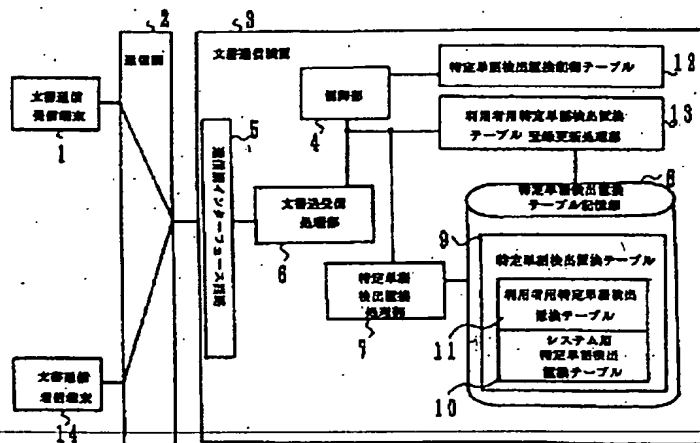 2
3
通信網
文書通信装置
文書通信
発信端末
1
制御部
4
特定単語検出置換制御テーブル
12
利用者用特定単語検出置換
テーブル登録更新処理部
13
5
通信網インターフェース回路
文書送受信
処理部
6
特定単語
検出置換
処理部
7
8
特定単語検出置換
テーブル記憶部
9
特定単語検出置換テーブル
利用者用特定単語検出
置換テーブル
11
システム用
特定単語検出
置換テーブル
10
文書通信
着信端末
14